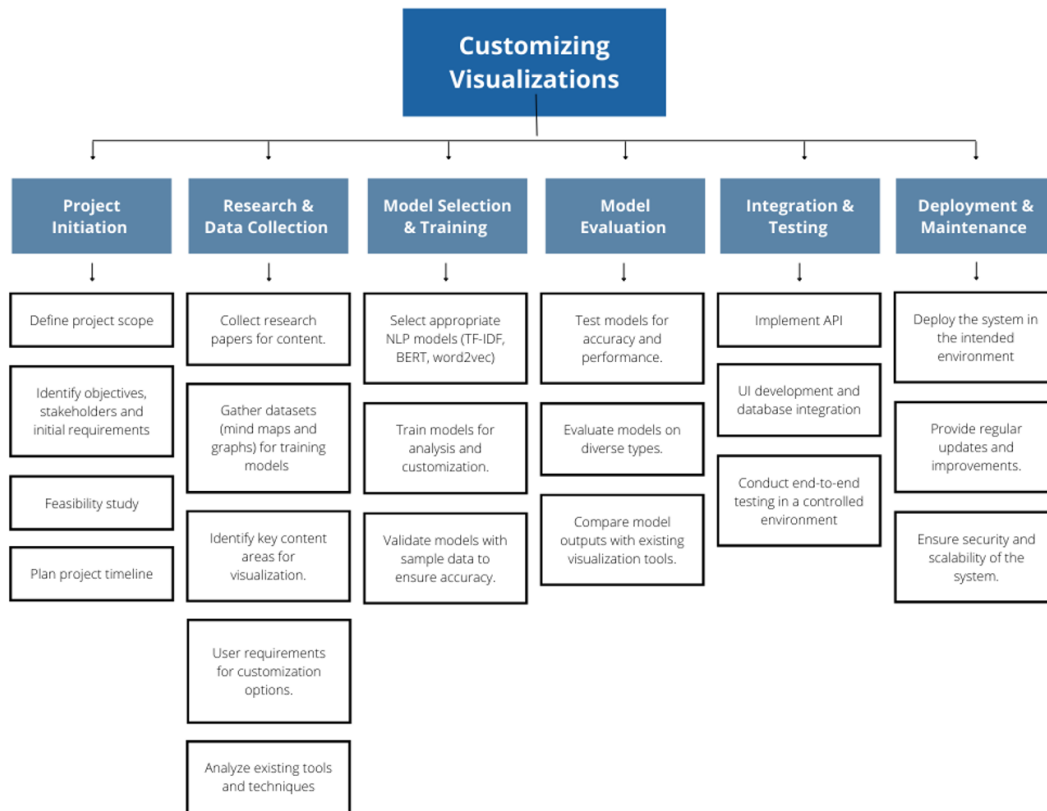 Customizing
Visualizations
Project
Initiation
Define project scope
Identify objectives,
stakeholders and
initial requirements
Feasibility study
Plan project timeline
Research &
Data Collection
Collect research
papers for content.
Gather datasets
(mind maps and
graphs) for training
models
Identify key content
areas for
visualization.
User requirements
for customization
options.
Analyze existing tools
and techniques
Model Selection
& Training
Select appropriate
NLP models (TF-IDF,
BERT, word2vec)
Train models for
analysis and
customization.
Validate models with
sample data to
ensure accuracy.
Model
Evaluation
Test models for
accuracy and
performance.
Evaluate models on
diverse types.
Compare model
outputs with existing
visualization tools.
Integration &
Testing
Implement API
UI development and
database integration
Conduct end-to-end
testing in a controlled
environment
Deployment &
Maintenance
Deploy the system in
the intended
environment
Provide regular
updates and
improvements.
Ensure security and
scalability of the
system.